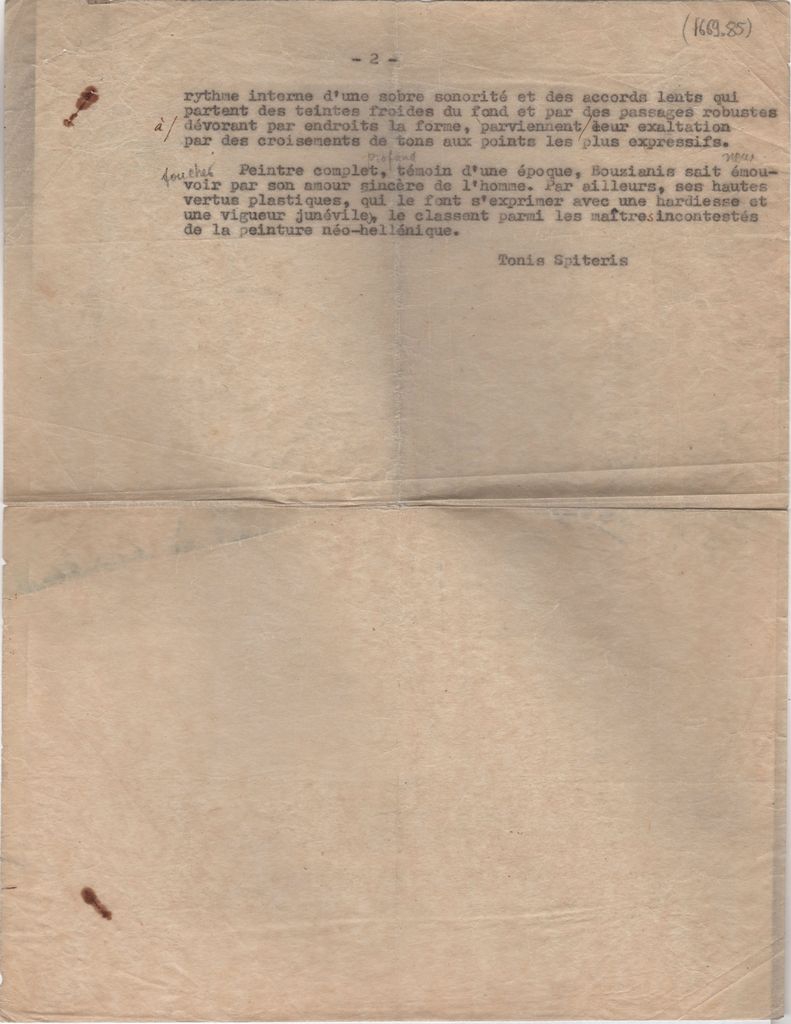 (1669.85)
- 2 -
rythme interne d'une sobre sonorité et des accords lents qui
partent des teintes froides du fond et par des passages robustes
à/ dévorant par endroits la forme, parviennent/leur exaltation
par des croisements de tons aux points les plus expressifs.
profond nous
toucher Peintre complet, témoin d'une époque, Bouzianis sait émou-
voir par son amour sincère de l'homme. Par ailleurs, ses hautes
vertus plastiques, qui le font s'exprimer avec une hardiesse et
une vigueur junévile, le classent parmi les maîtres incontestés
de la peinture néo-hellénique.
Tonis Spiteris